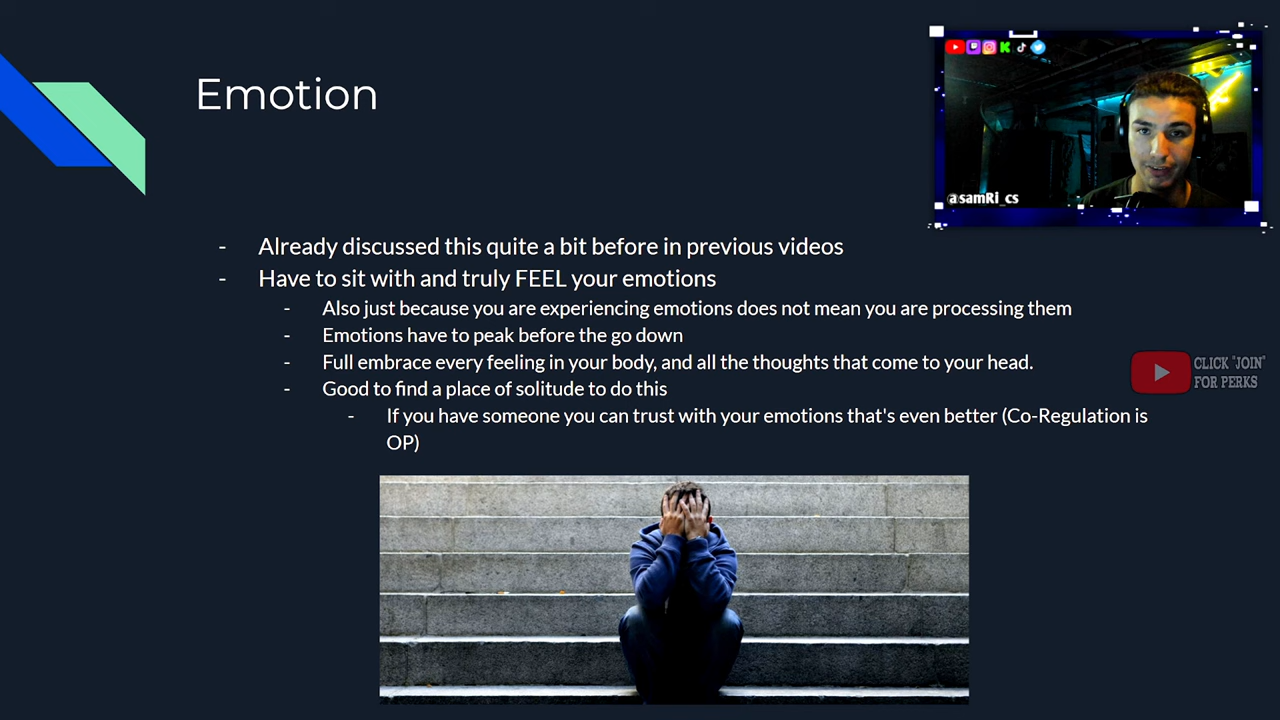 Emotion
@samRi_cs
- Already discussed this quite a bit before in previous videos
- Have to sit with and truly FEEL your emotions
- Also just because you are experiencing emotions does not mean you are processing them
- Emotions have to peak before the go down
- Full embrace every feeling in your body, and all the thoughts that come to your head.
- Good to find a place of solitude to do this
- If you have someone you can trust with your emotions that's even better (Co-Regulation is
OP)
CLICK "JOIN"
FOR PERKS